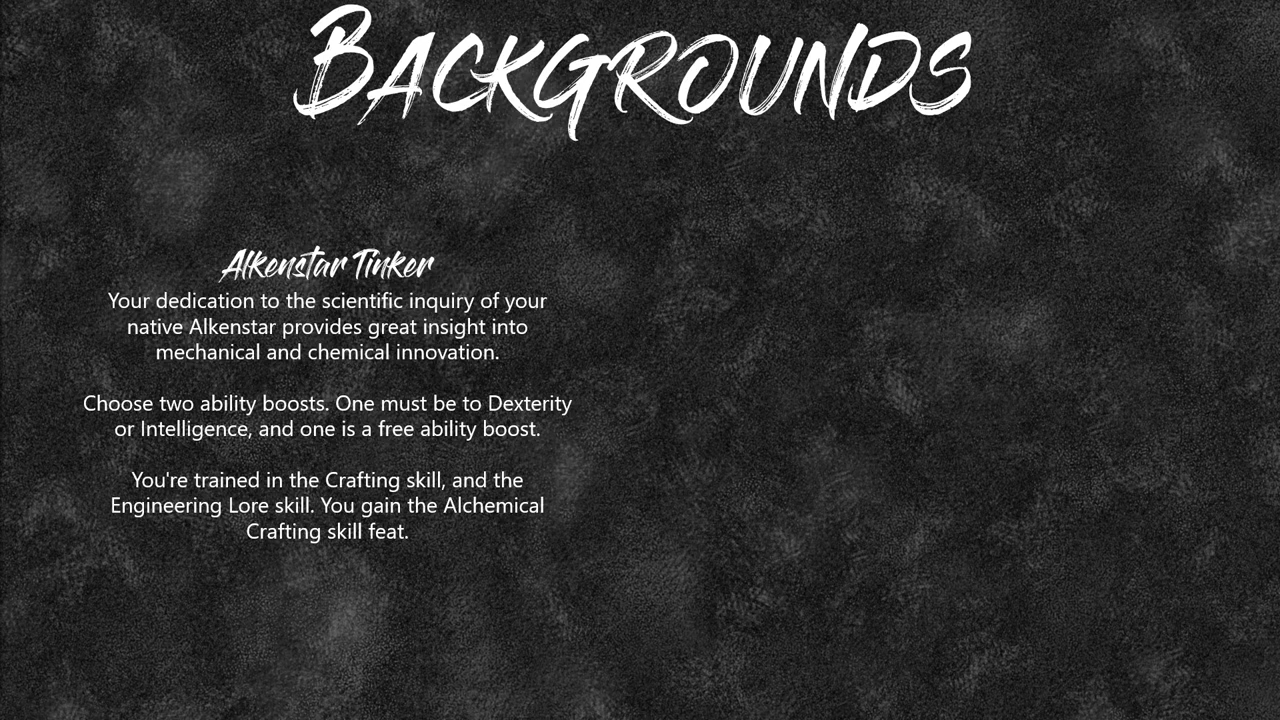 BACKGROUNDS
Alkenstar Tinker
Your dedication to the scientific inquiry of your
native Alkenstar provides great insight into
mechanical and chemical innovation.
Choose two ability boosts. One must be to Dexterity
or Intelligence, and one is a free ability boost.
You're trained in the Crafting skill, and the
Engineering Lore skill. You gain the Alchemical
Crafting skill feat.